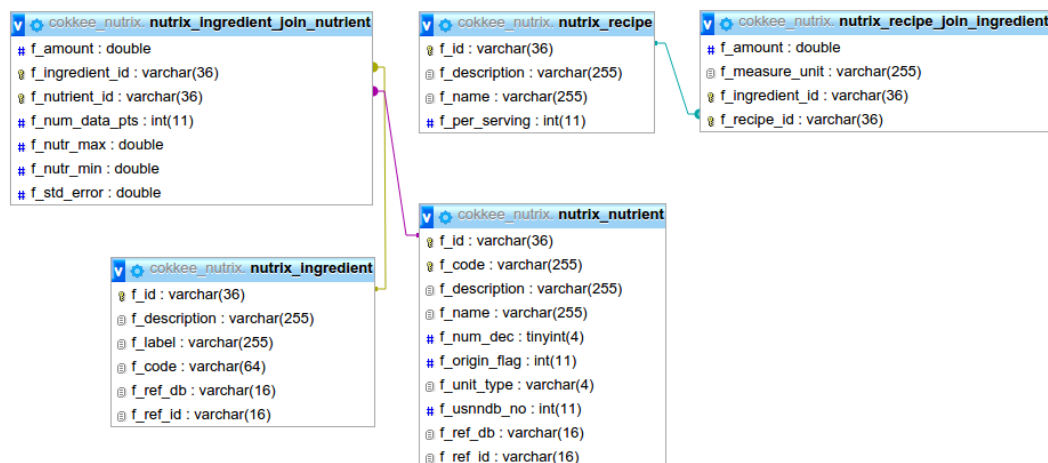 cokkee_nutrix. nutrix_ingredient_join_nutrient
# f_amount : double
f_ingredient_id : varchar(36)
f_nutrient_id : varchar(36)
# f_num_data_pts : int(11)
# f_nutr_max : double
# f_nutr_min : double
# f_std_error : double
v cokkee_nutrix. nutrix_recipe
f_id : varchar(36)
f_description : varchar(255)
f_name : varchar(255)
# f_per_serving : int(11)
v cokkee_nutrix. nutrix_recipe_join_ingredient
# f_amount : double
f_measure_unit : varchar(255)
f_ingredient_id : varchar(36)
f_recipe_id : varchar(36)
v cokkee_nutrix. nutrix_ingredient
f_id : varchar(36)
f_description : varchar(255)
f_label : varchar(255)
f_code : varchar(64)
f_ref_db : varchar(16)
f_ref_id : varchar(16)
v cokkee_nutrix. nutrix_nutrient
f_id : varchar(36)
f_code : varchar(255)
f_description : varchar(255)
f_name : varchar(255)
# f_num_dec : tinyint(4)
# f_origin_flag : int(11)
f_unit_type : varchar(4)
# f_usnndb_no : int(11)
f_ref_db : varchar(16)
f_ref_id : varchar(16)